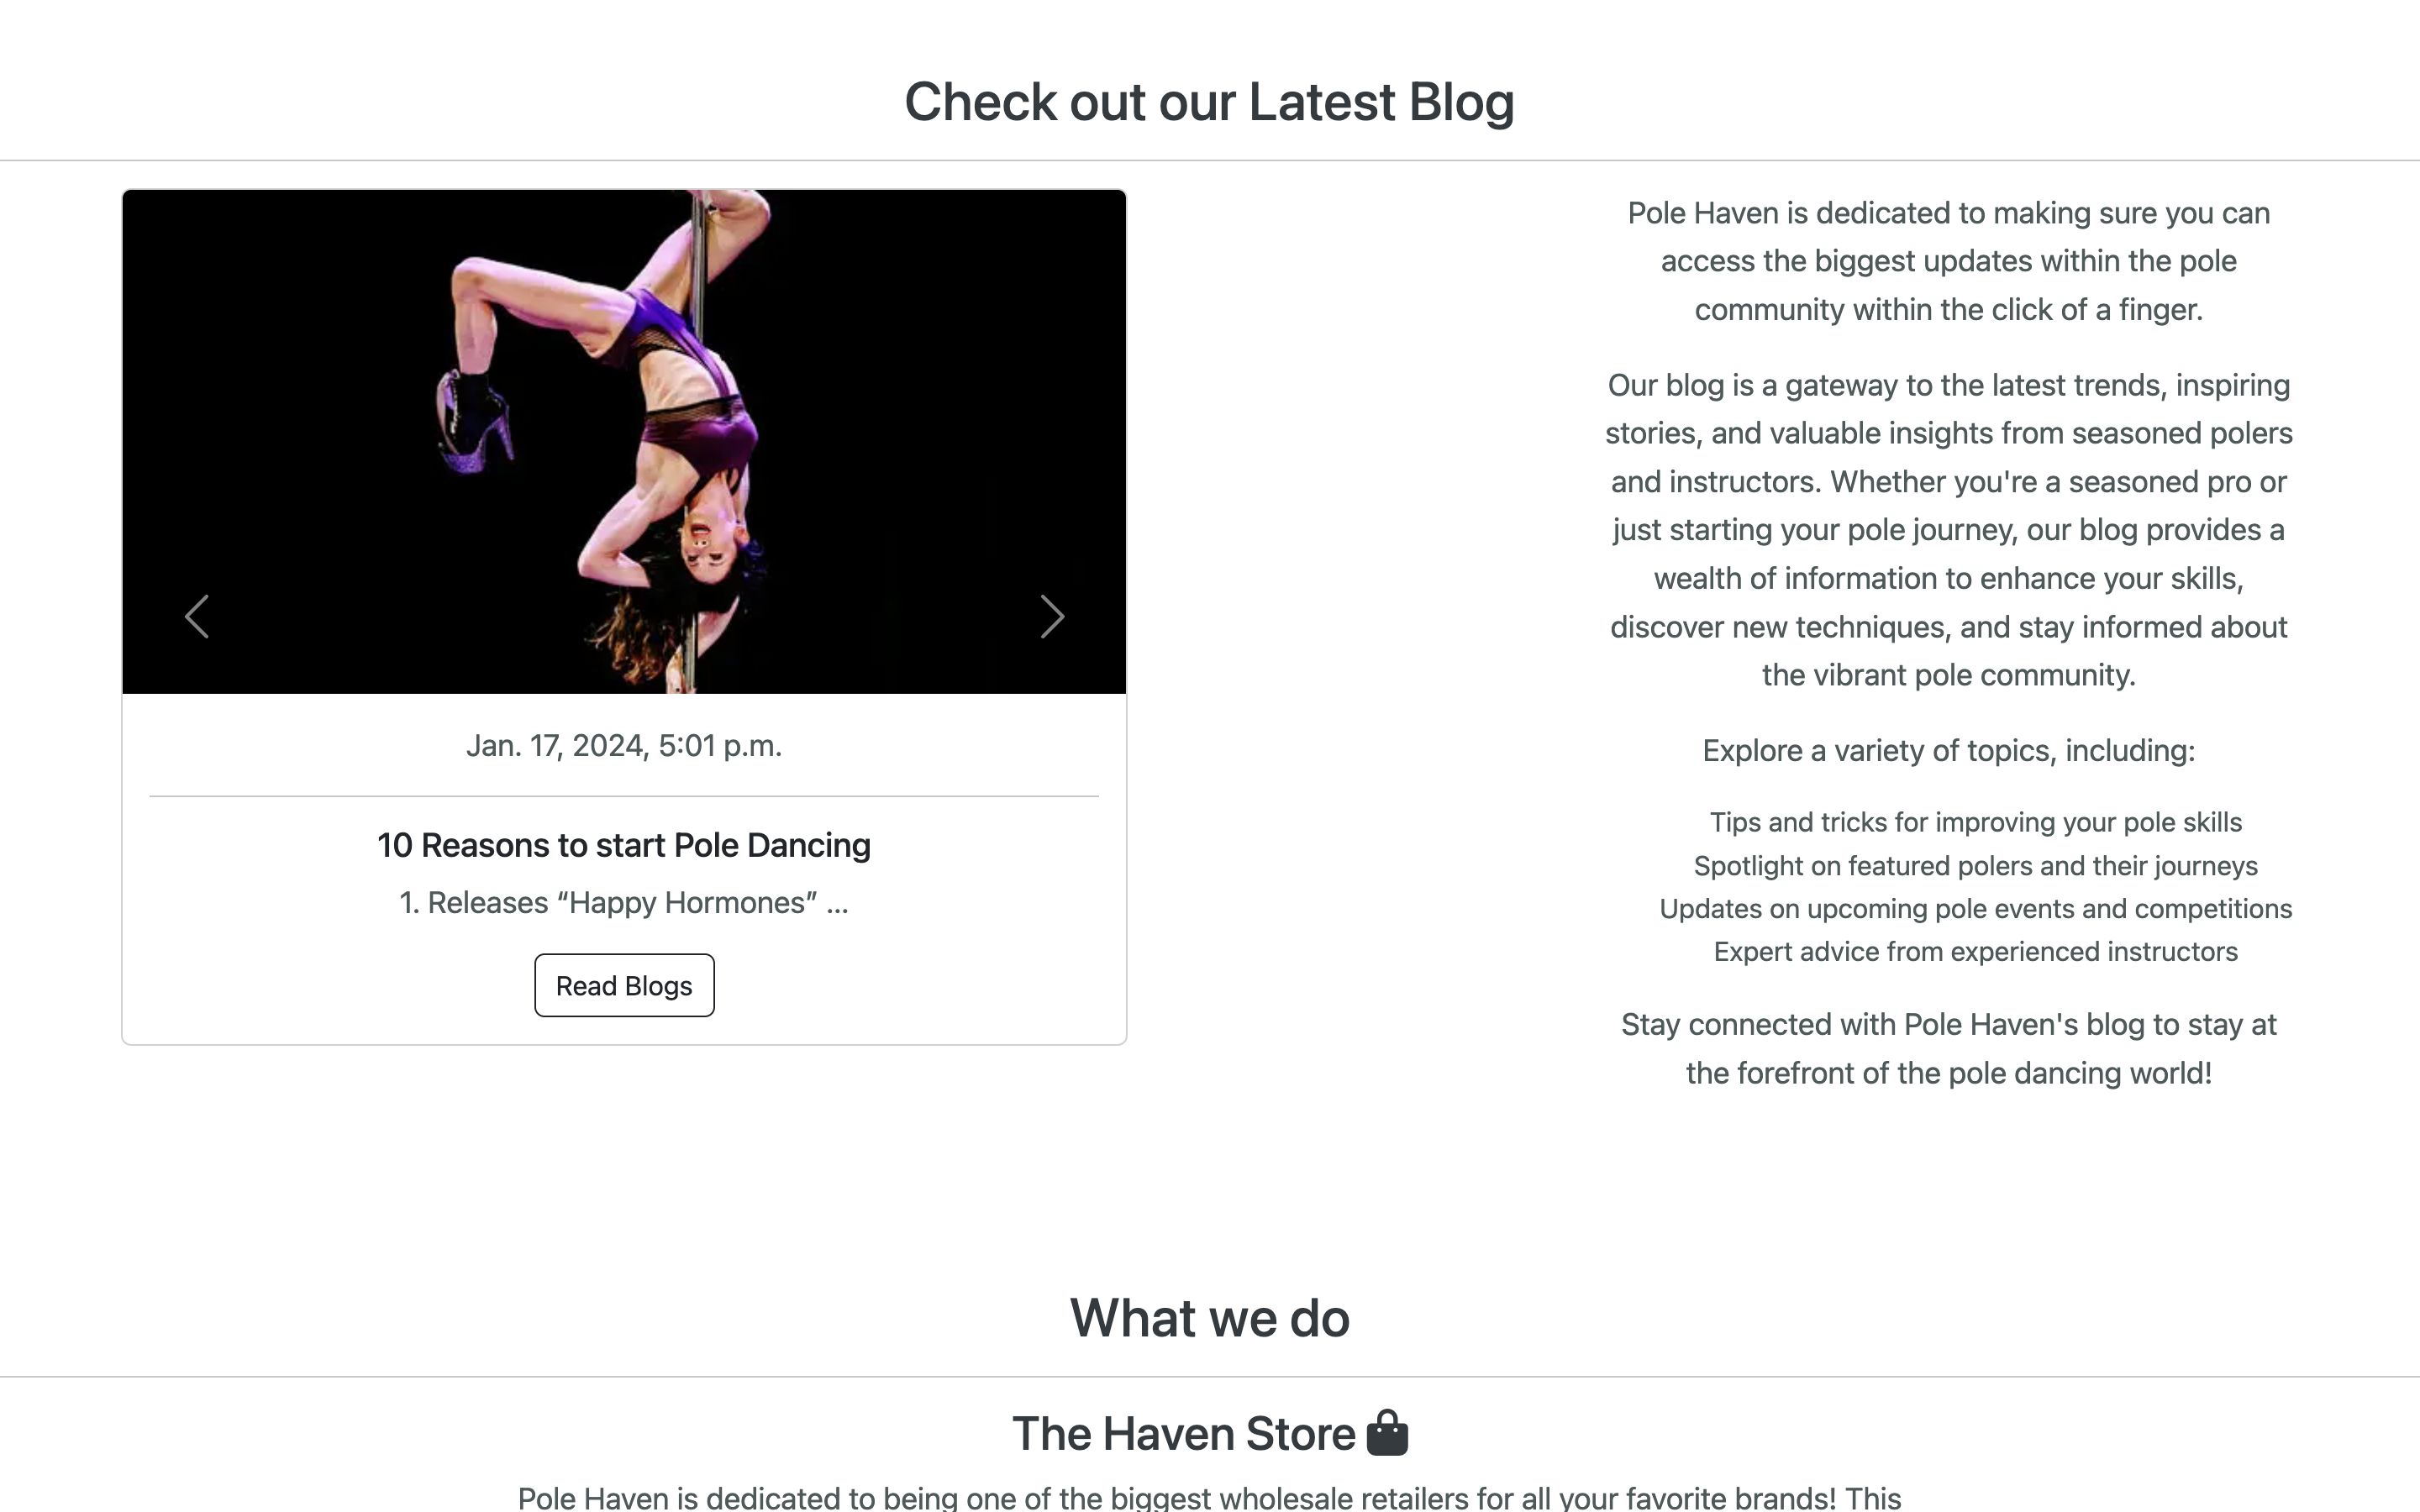 Check out our Latest Blog
Jan. 17, 2024, 5:01 p.m.
10 Reasons to start Pole Dancing
1. Releases “Happy Hormones” ...
Read Blogs
Pole Haven is dedicated to making sure you can
access the biggest updates within the pole
community within the click of a finger.
Our blog is a gateway to the latest trends, inspiring
stories, and valuable insights from seasoned polers
and instructors. Whether you're a seasoned pro or
just starting your pole journey, our blog provides a
wealth of information to enhance your skills,
discover new techniques, and stay informed about
the vibrant pole community.
Explore a variety of topics, including:
Tips and tricks for improving your pole skills
Spotlight on featured polers and their journeys
Updates on upcoming pole events and competitions
Expert advice from experienced instructors
Stay connected with Pole Haven's blog to stay at
the forefront of the pole dancing world!
What we do
The Haven Store
Pole Haven is dedicated to being one of the biggest wholesale retailers for all your favorite brands! This